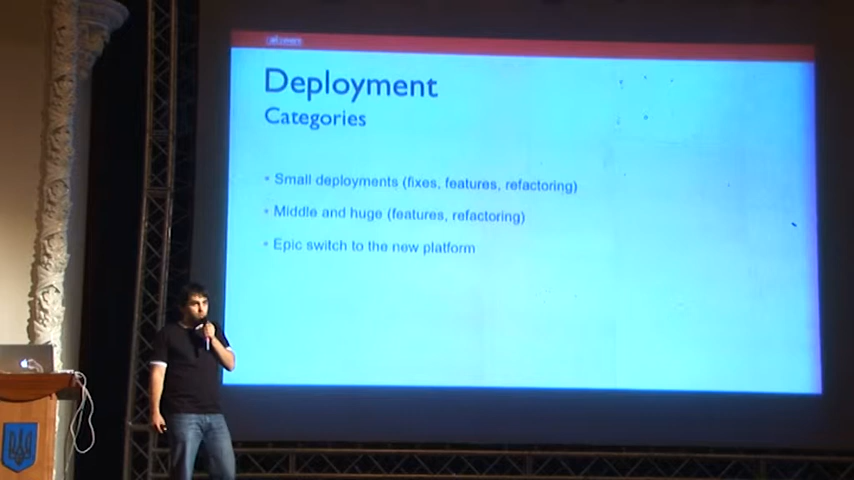 Deployment
Categories
• Small deployments (fixes, features, refactoring)
• Middle and huge (features, refactoring)
• Epic switch to the new platform